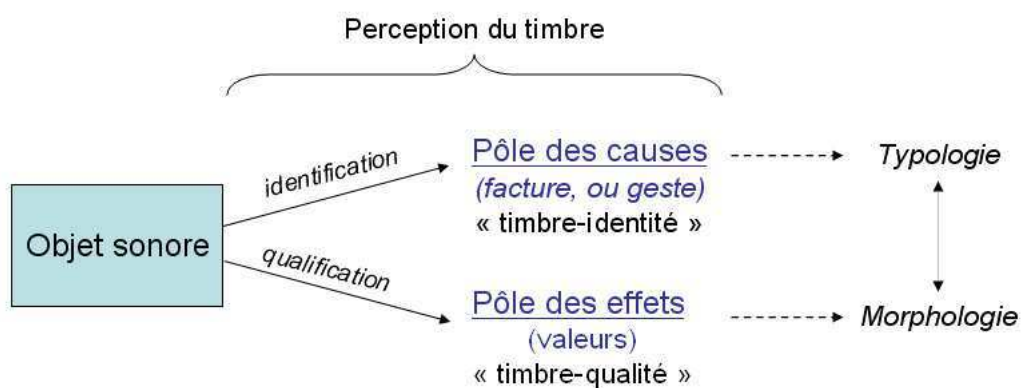 Perception du timbre
Objet sonore
identification
Pôle des causes
(facture, ou geste)
« timbre-identité »
Typologie
qualification
Pôle des effets
(valeurs)
« timbre-qualité »
Morphologie